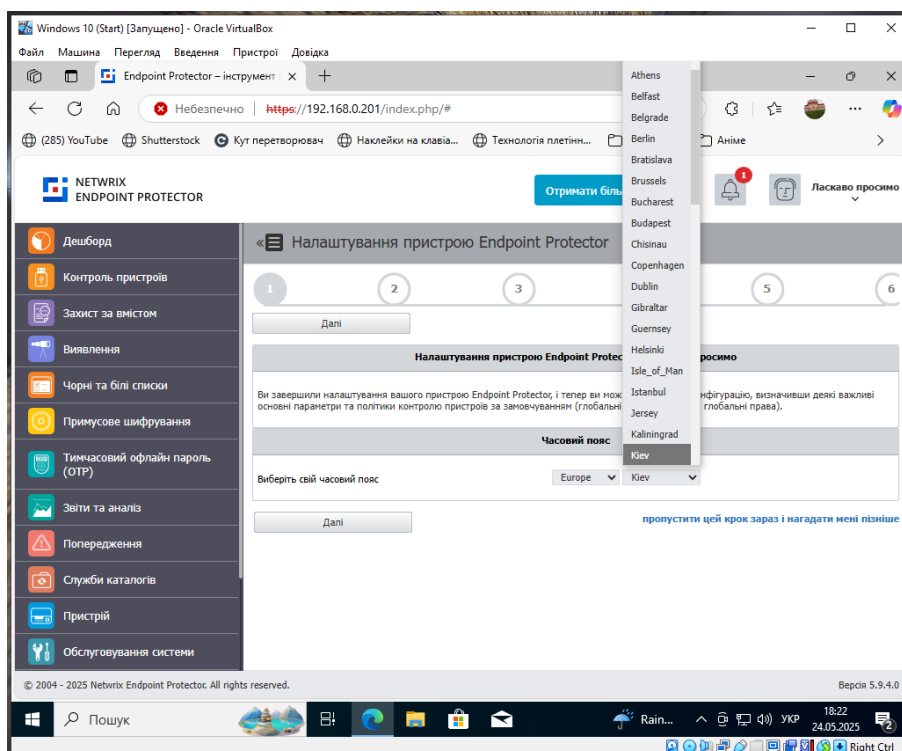 Windows 10 (Start) [Запущено] - Oracle VirtualBox
Файл Машина Перегляд Введення Пристрої Довідка
Endpoint Protector – інструмент
Небезпечно https://192.168.0.201/index.php/#
(285) YouTube Shutterstock Кут перетворювач Наклейки на клавіа... Технологія плетінн... Аніме
NETWRIX
ENDPOINT PROTECTOR
Отримати біль
1
Ласкаво просимо
Дешборд
Контроль пристроїв
Захист за вмістом
Виявлення
Чорні та білі списки
Примусове шифрування
Тимчасовий офлайн пароль
(OTP)
Звіти та аналіз
Попередження
Служби каталогів
Пристрій
Обслуговування системи
« Налаштування пристрою Endpoint Protector
1 2 3 5 6
Далі
Налаштування пристрою Endpoint Protec росимо
Ви завершили налаштування вашого пристрою Endpoint Protector, і тепер ви мож нфігурацію, визначивши деякі важливі
основні параметри та політики контролю пристроїв за замовчуванням (глобальні глобальні права).
Часовий пояс
Виберіть свій часовий пояс Europe Kiev
Далі
пропустити цей крок зараз і нагадати мені пізніше
Athens
Belfast
Belgrade
Berlin
Bratislava
Brussels
Bucharest
Budapest
Chisinau
Copenhagen
Dublin
Gibraltar
Guernsey
Helsinki
Isle_of_Man
Istanbul
Jersey
Kaliningrad
Kiev
© 2004 - 2025 Netwrix Endpoint Protector. All rights reserved. Версія 5.9.4.0
Пошук
Rain... УКР 18:22
24.05.2025
2
Right Ctrl